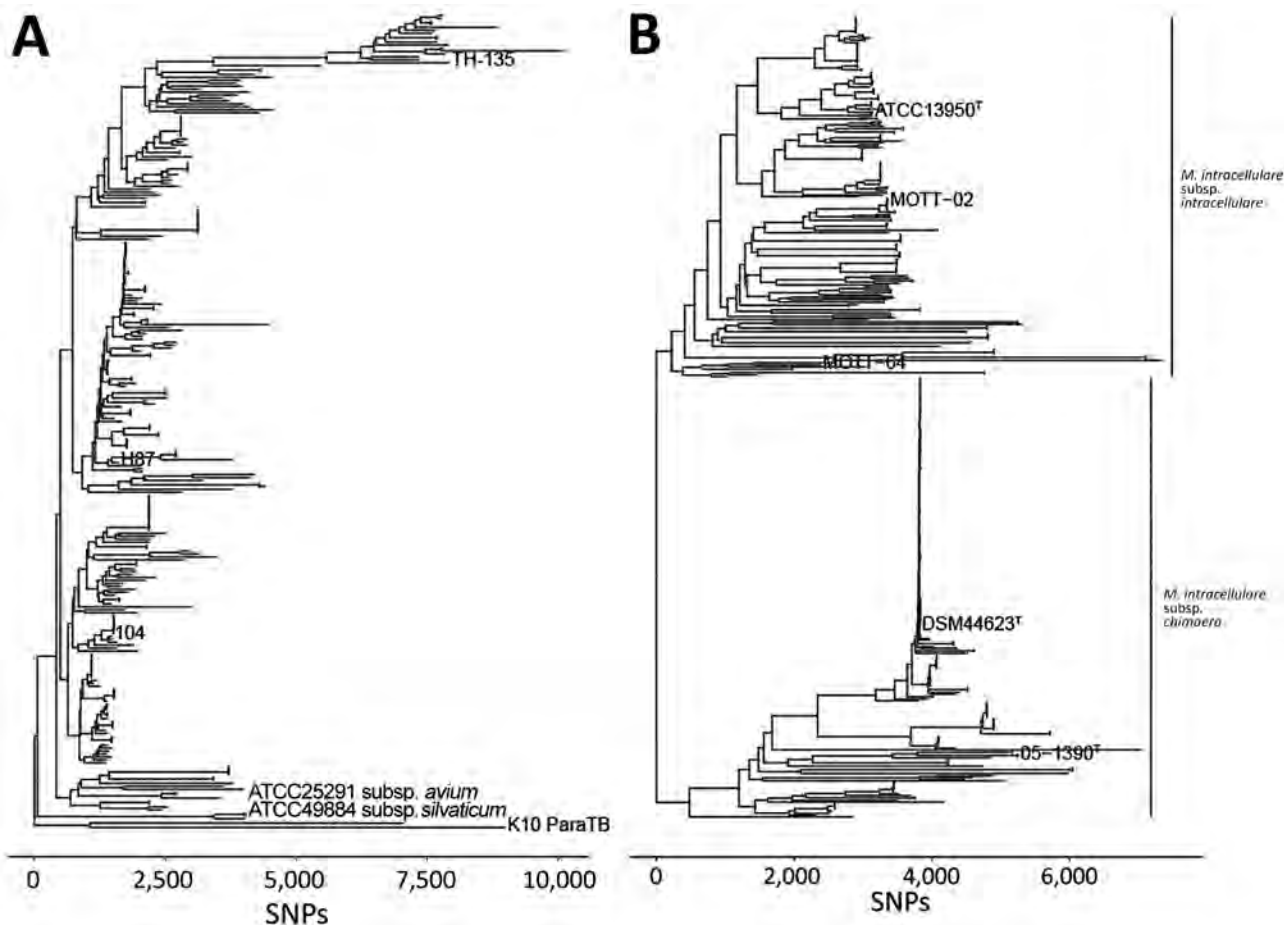 A
TH-135
H87
104
ATCC25291 subsp. avium
ATCC49884 subsp. silvaticum
K10 ParaTB
0 2,500 5,000 7,500 10,000
SNPs
B
ATCC13950ᵀ
MOTT-02
MOTT-64
DSM44623ᵀ
05-1390ᵀ
M. intracellulare
subsp.
intracellulare
M. intracellulare
subsp.
chimaera
0 2,000 4,000 6,000
SNPs